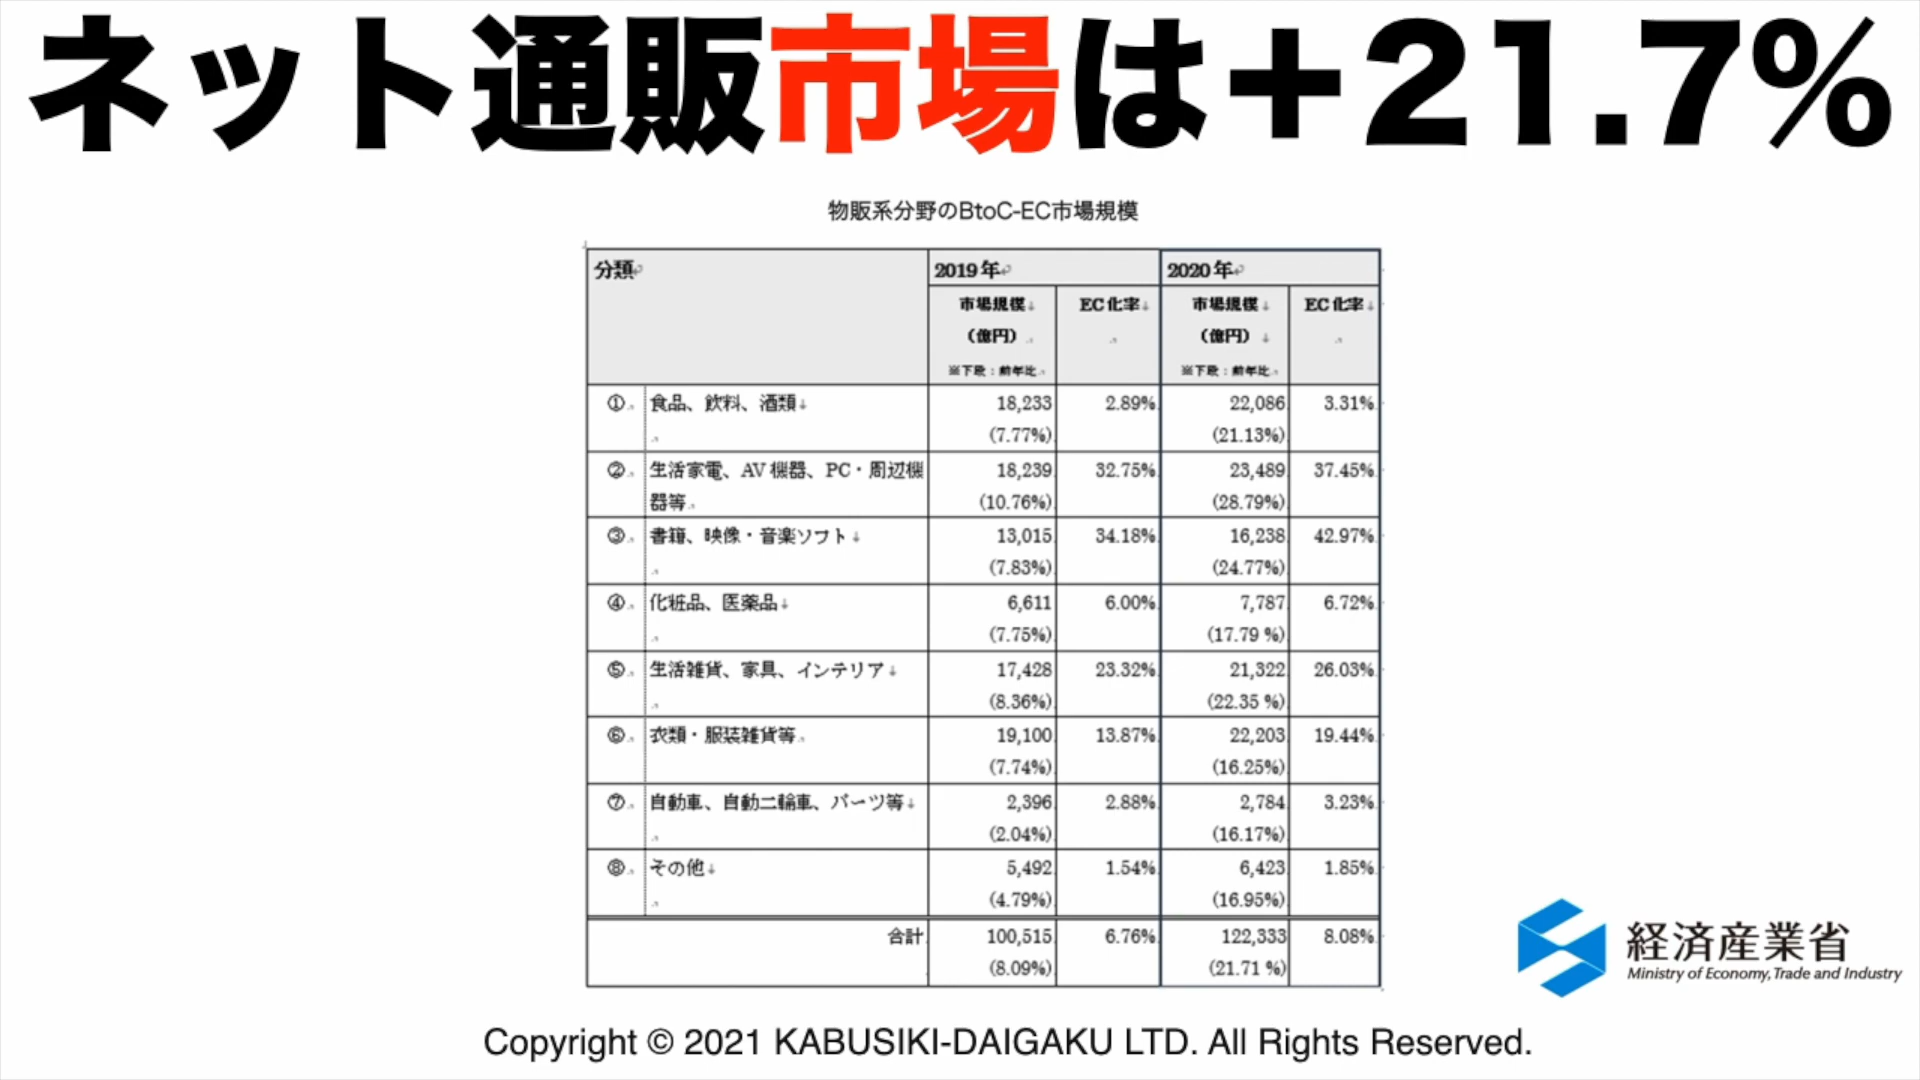 ネット通販市場は＋21.7%
物販系分野のBtoC-EC市場規模
分類 2019年 2020年
市場規模 EC化率 市場規模 EC化率
（億円） （億円）
※下段：前年比 ※下段：前年比
① 食品、飲料、酒類 18,233 2.89% 22,086 3.31%
(7.77%) (21.13%)
② 生活家電、AV機器、PC・周辺機 18,239 32.75% 23,489 37.45%
器等 (10.76%) (28.79%)
③ 書籍、映像・音楽ソフト 13,015 34.18% 16,238 42.97%
(7.83%) (24.77%)
④ 化粧品、医薬品 6,611 6.00% 7,787 6.72%
(7.75%) (17.79 %)
⑤ 生活雑貨、家具、インテリア 17,428 23.32% 21,322 26.03%
(8.36%) (22.35 %)
⑥ 衣類・服装雑貨等 19,100 13.87% 22,203 19.44%
(7.74%) (16.25%)
⑦ 自動車、自動二輪車、パーツ等 2,396 2.88% 2,784 3.23%
(2.04%) (16.17%)
⑧ その他 5,492 1.54% 6,423 1.85%
(4.79%) (16.95%)
合計 100,515 6.76% 122,333 8.08%
(8.09%) (21.71 %)
経済産業省
Ministry of Economy, Trade and Industry
Copyright © 2021 KABUSIKI-DAIGAKU LTD. All Rights Reserved.